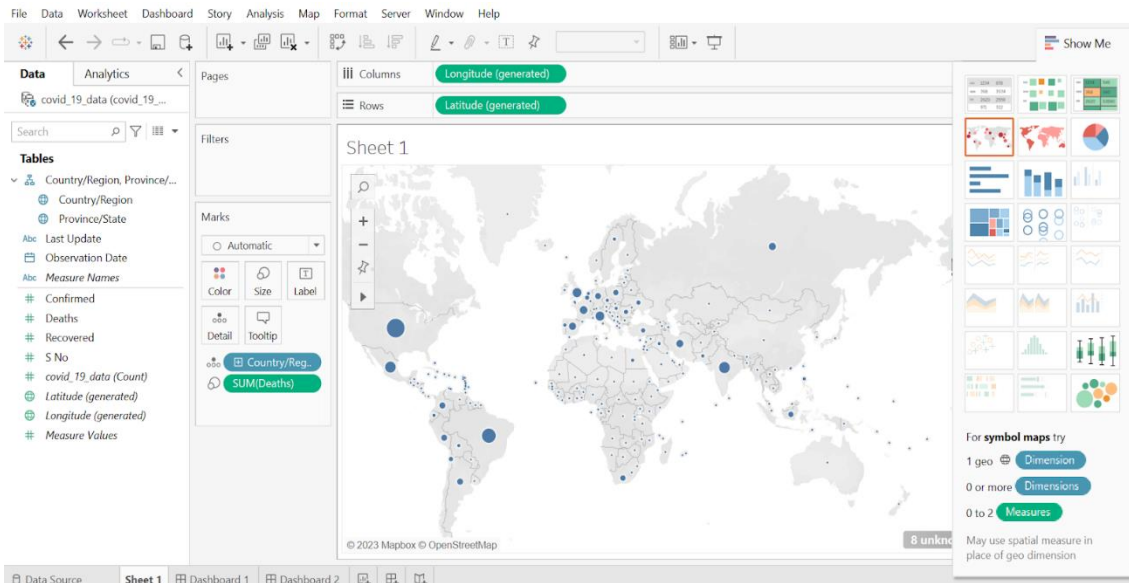 File Data Worksheet Dashboard Story Analysis Map Format Server Window Help
Show Me
Data Analytics
covid_19_data (covid_19_...
Search
Tables
Country/Region, Province/...
Country/Region
Province/State
Abc Last Update
Observation Date
Abc Measure Names
# Confirmed
# Deaths
# Recovered
# S No
# covid_19_data (Count)
Latitude (generated)
Longitude (generated)
# Measure Values
Pages
Filters
Marks
Automatic
Color Size Label
Detail Tooltip
Country/Reg..
SUM(Deaths)
Columns Longitude (generated)
Rows Latitude (generated)
Sheet 1
© 2023 Mapbox © OpenStreetMap
8 unkno
For symbol maps try
1 geo Dimension
0 or more Dimensions
0 to 2 Measures
May use spatial measure in
place of geo dimension
Data Source Sheet 1 Dashboard 1 Dashboard 2